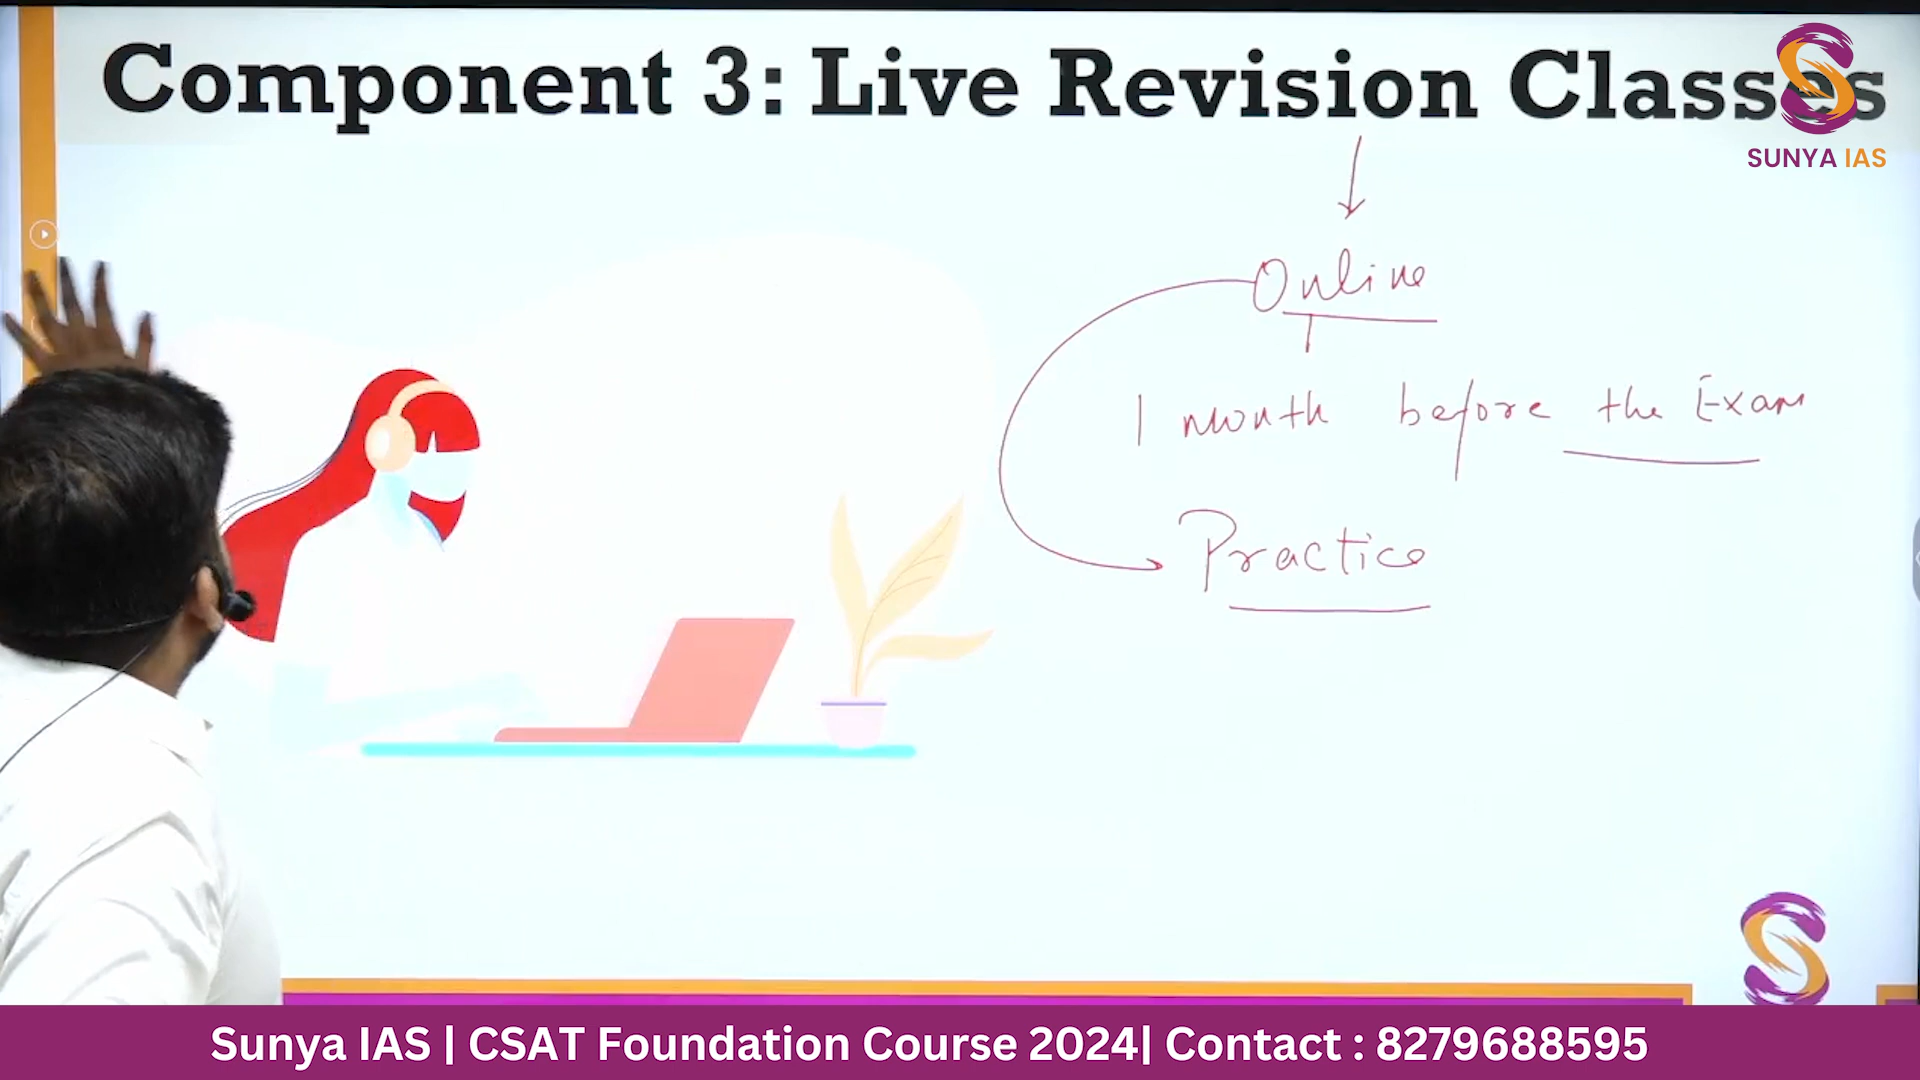 Component 3: Live Revision Classes
SUNYA IAS
Online
1 month before the Exam
Practice
Sunya IAS | CSAT Foundation Course 2024| Contact : 8279688595